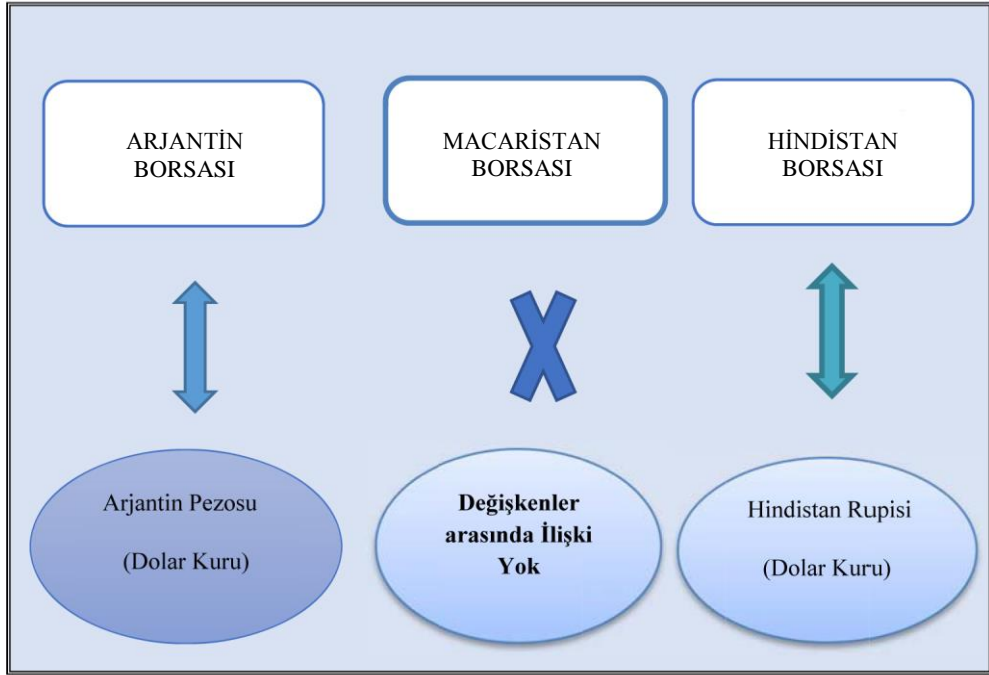 ARJANTİN
BORSASI
MACARİSTAN
BORSASI
HİNDİSTAN
BORSASI
Arjantin Pezosu
(Dolar Kuru)
Değişkenler
arasında İlişki
Yok
Hindistan Rupisi
(Dolar Kuru)